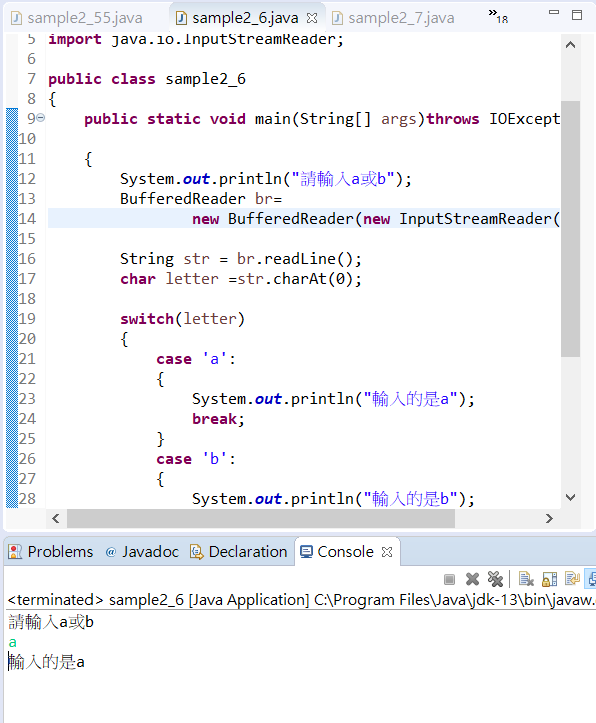 sample2_55.java sample2_6.java sample2_7.java »18
5 import java.io.InputStreamReader;
6
7 public class sample2_6
8 {
9 public static void main(String[] args)throws IOExcept
10
11 {
12 System.out.println("請輸入a或b");
13 BufferedReader br=
14 new BufferedReader(new InputStreamReader(
15
16 String str = br.readLine();
17 char letter =str.charAt(0);
18
19 switch(letter)
20 {
21 case 'a':
22 {
23 System.out.println("輸入的是a");
24 break;
25 }
26 case 'b':
27 {
28 System.out.println("輸入的是b");
Problems @ Javadoc Declaration Console
<terminated> sample2_6 [Java Application] C:\Program Files\Java\jdk-13\bin\javaw.
請輸入a或b
a
輸入的是a